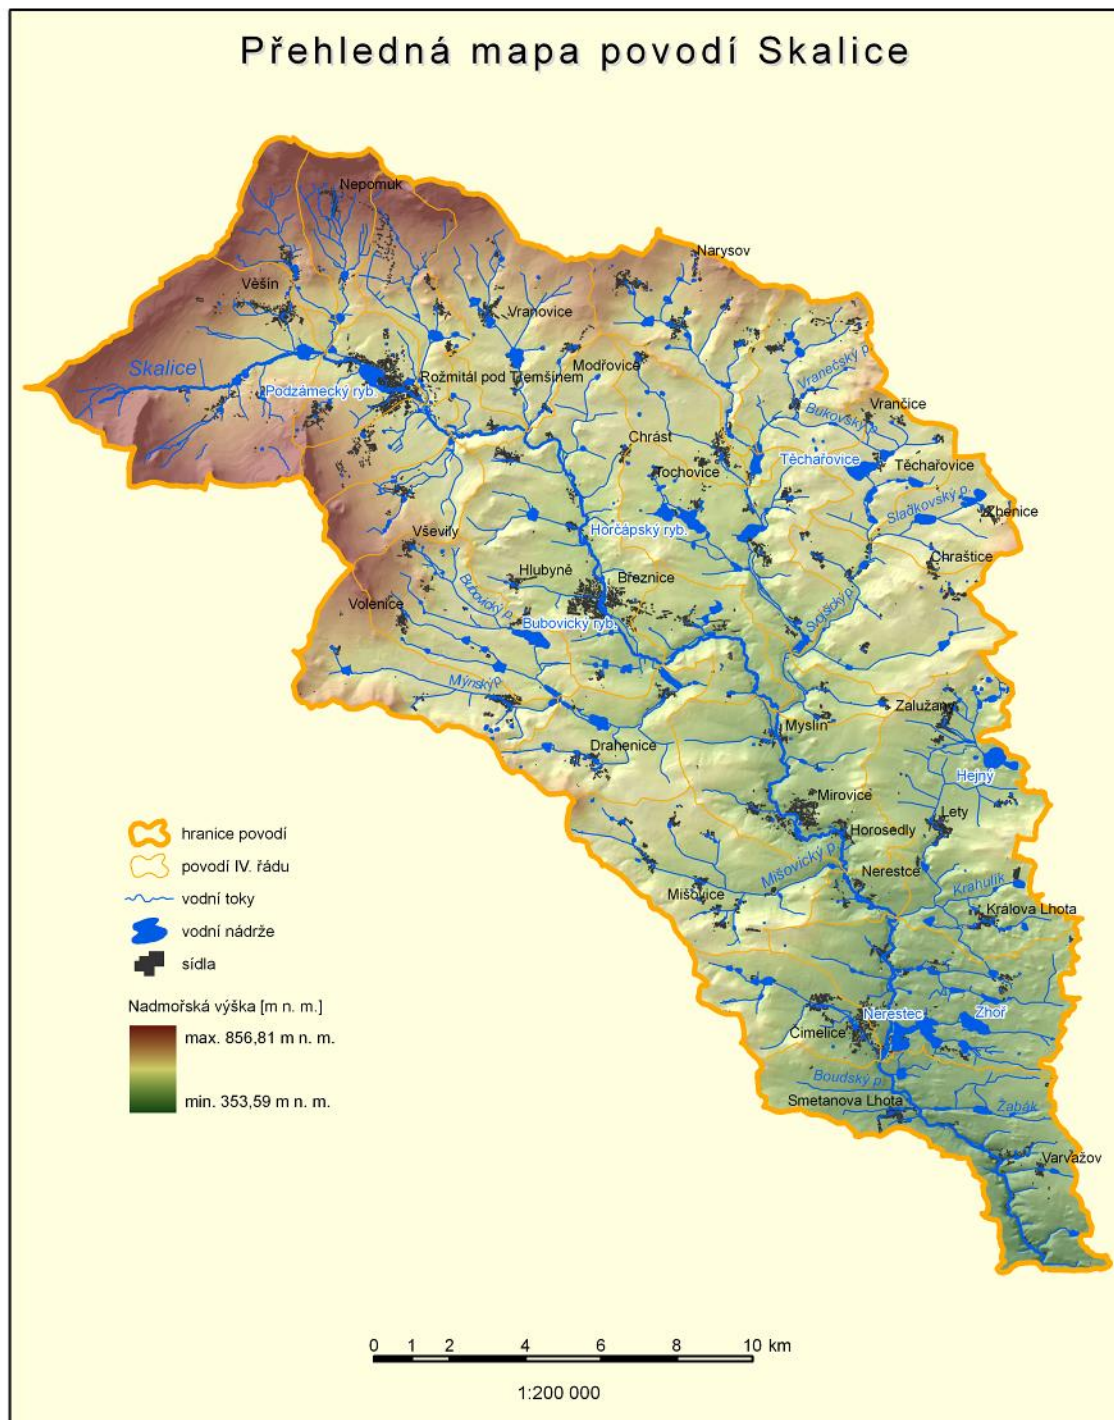 Přehledná mapa povodí Skalice
Nepomuk
Narysov
Věšín
Vranovice
Modřovice
Vranečský p.
Skalice
Rožmitál pod Třemšínem
Podzámecký ryb.
Vrančice
Bukovský p.
Chrást
Těchařovice
Těchařovice
Tochovice
Sladkovský p.
Zbenice
Horčápský ryb.
Vševily
Chraštice
Hlubyně
Březnice
Bubovický p.
Volenice
Svojšický p.
Bubovický ryb.
Mýnský p.
Zalužany
Myslín
Drahenice
Hejný
Mirovice
Lety
Horosedly
Mišovický p.
Nerestce
Krahulík
Mišovice
Králova Lhota
Nerestec
Zhoř
Čimelice
Boudský p.
Smetanova Lhota
Žabák
Varvažov
hranice povodí
povodí IV. řádu
vodní toky
vodní nádrže
sídla
Nadmořská výška [m n. m.]
max. 856,81 m n. m.
min. 353,59 m n. m.
0 1 2 4 6 8 10 km
1:200 000